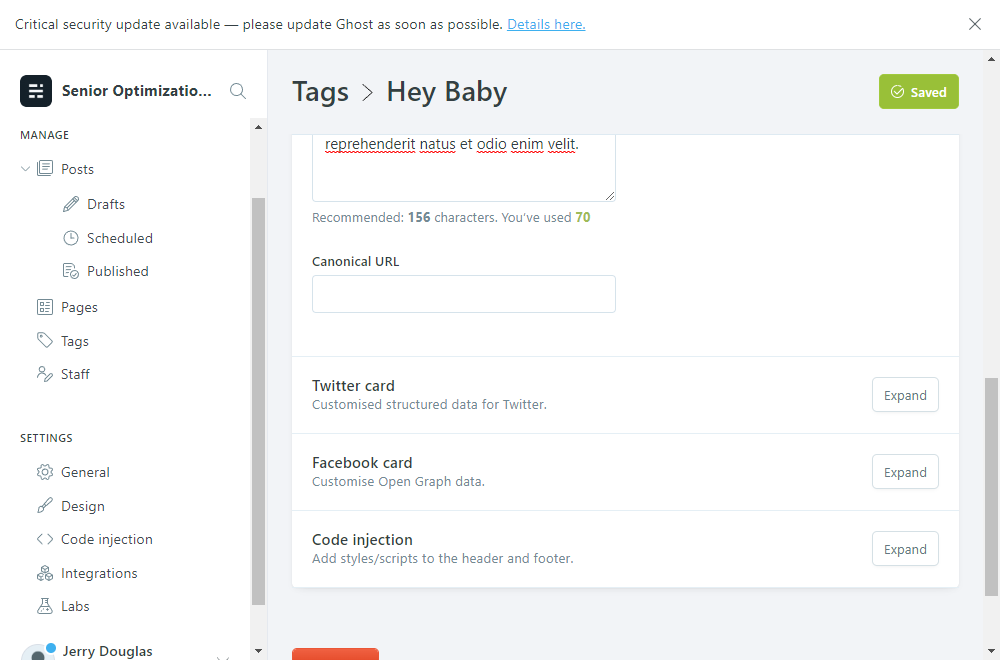 Critical security update available — please update Ghost as soon as possible. Details here.
Senior Optimizatio...
Tags > Hey Baby
Saved
MANAGE
Posts
Drafts
Scheduled
Published
Pages
Tags
Staff
SETTINGS
General
Design
Code injection
Integrations
Labs
Jerry Douglas
reprehenderit natus et odio enim velit.
Recommended: 156 characters. You've used 70
Canonical URL
Twitter card
Customised structured data for Twitter.
Expand
Facebook card
Customise Open Graph data.
Expand
Code injection
Add styles/scripts to the header and footer.
Expand